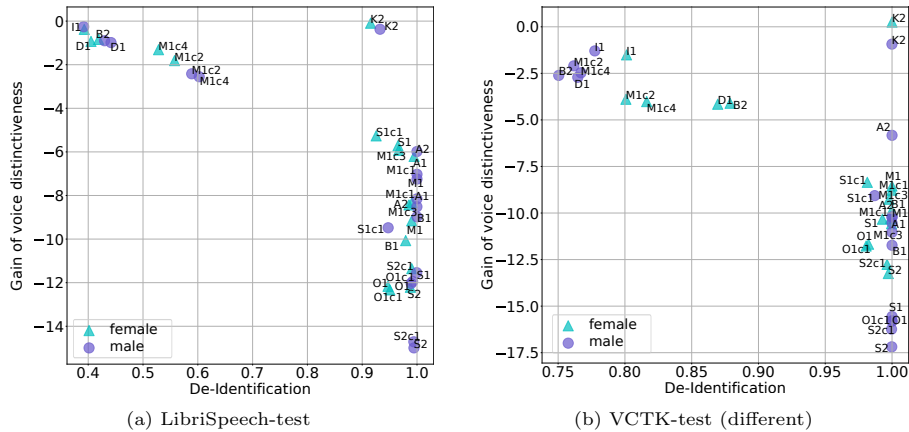 (a)
(b)
I1
K2
K2
D1
B2
D1
M1c4
M1c2
M1c2
M1c4
S1c1
S1
A2
M1c3
A1
M1c1
M1
M1c1
A1
A2
M1c3
B1
M1
S1c1
B1
S2c1
O1c1
S1
O1
O1
O1c1
S2
S2c1
S2
0
−2
−4
−6
−8
−10
−12
−14
Gain of voice distinctiveness
female
male
0.4
0.5
0.6
0.7
0.8
0.9
1.0
De-Identification
(a) LibriSpeech-test
K2
K2
I1
I1
M1c2
B2
M1c4
D1
M1c2
M1c4
D1
B2
A2
M1
S1c1
M1c1
M1c3
S1c1
A2
B1
M1c1
M1
S1
A1
M1c3
O1
O1c1
B1
S2c1
S2
S1
O1c1
O1
S2c1
S2
0.0
−2.5
−5.0
−7.5
−10.0
−12.5
−15.0
−17.5
Gain of voice distinctiveness
female
male
0.75
0.80
0.85
0.90
0.95
1.00
De-Identification
(b) VCTK-test (different)